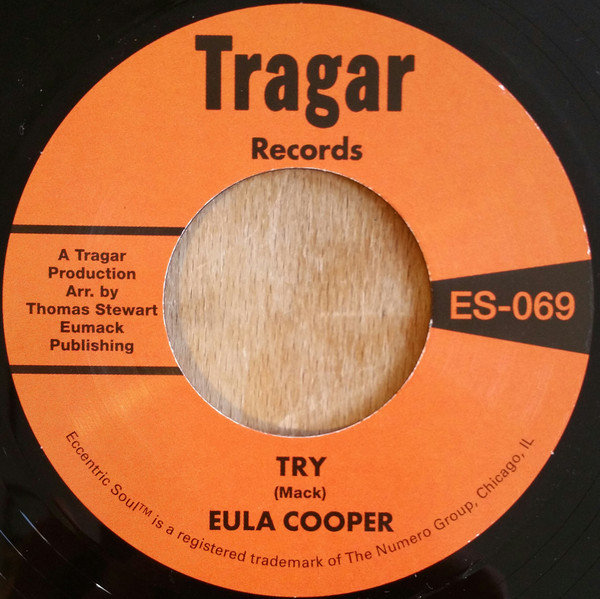 Tragar
Records
A Tragar
Production
Arr. by
Thomas Stewart
Eumack
Publishing
ES-069
TRY
(Mack)
EULA COOPER
Eccentric Soul™ is a registered trademark of The Numero Group, Chicago, IL